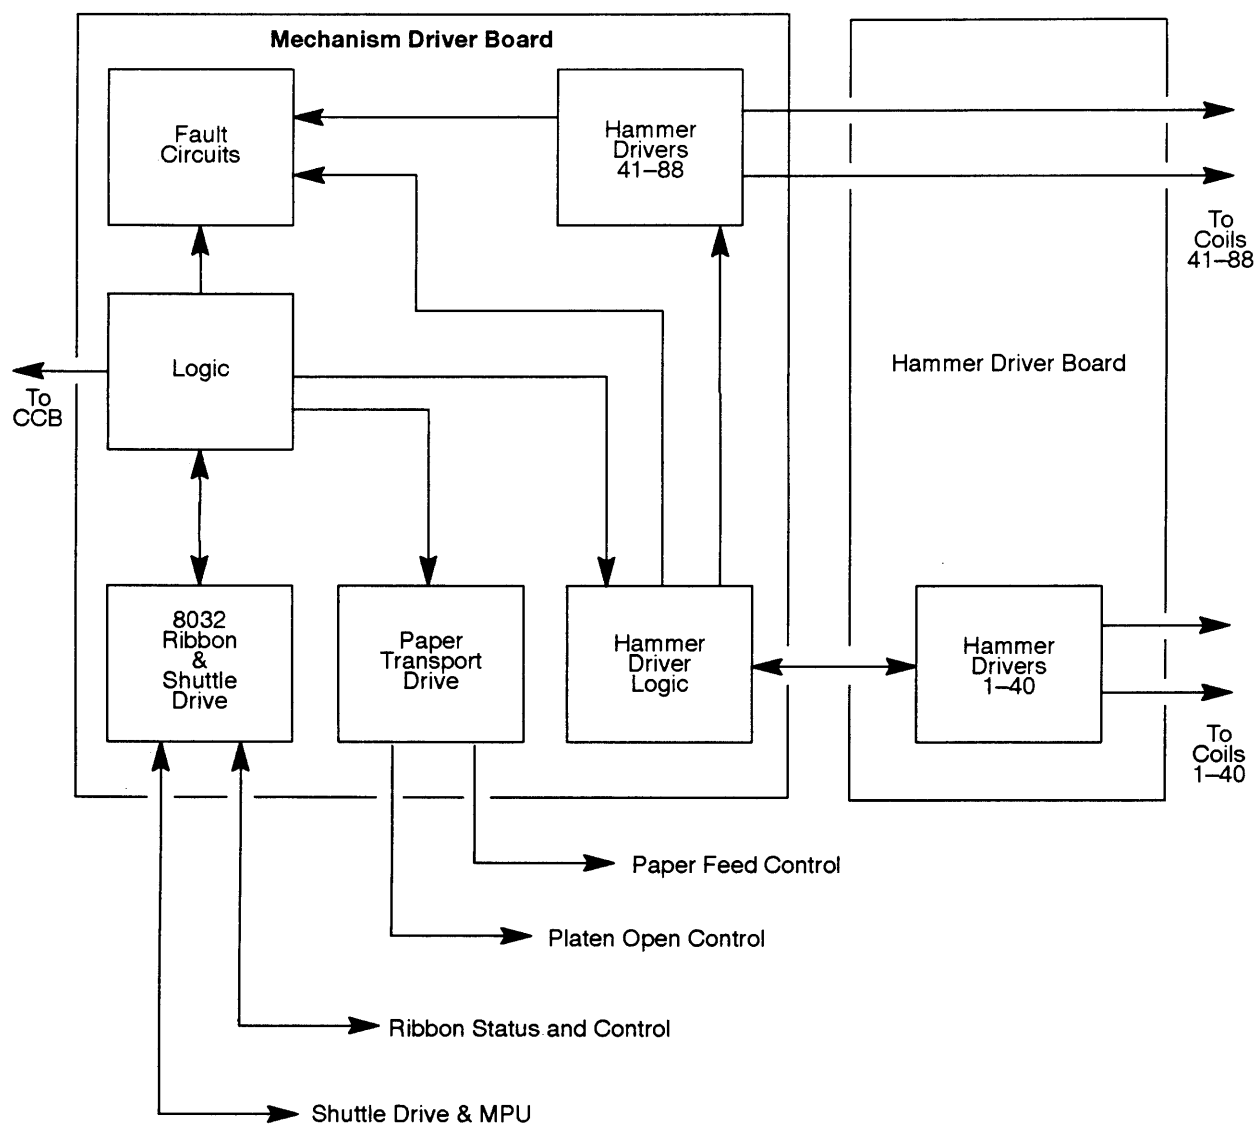 Mechanism Driver Board
Fault
Circuits
Hammer
Drivers
41–88
To
Coils
41–88
Logic
To
CCB
Hammer Driver Board
8032
Ribbon
&
Shuttle
Drive
Paper
Transport
Drive
Hammer
Driver
Logic
Hammer
Drivers
1–40
To
Coils
1–40
Paper Feed Control
Platen Open Control
Ribbon Status and Control
Shuttle Drive & MPU